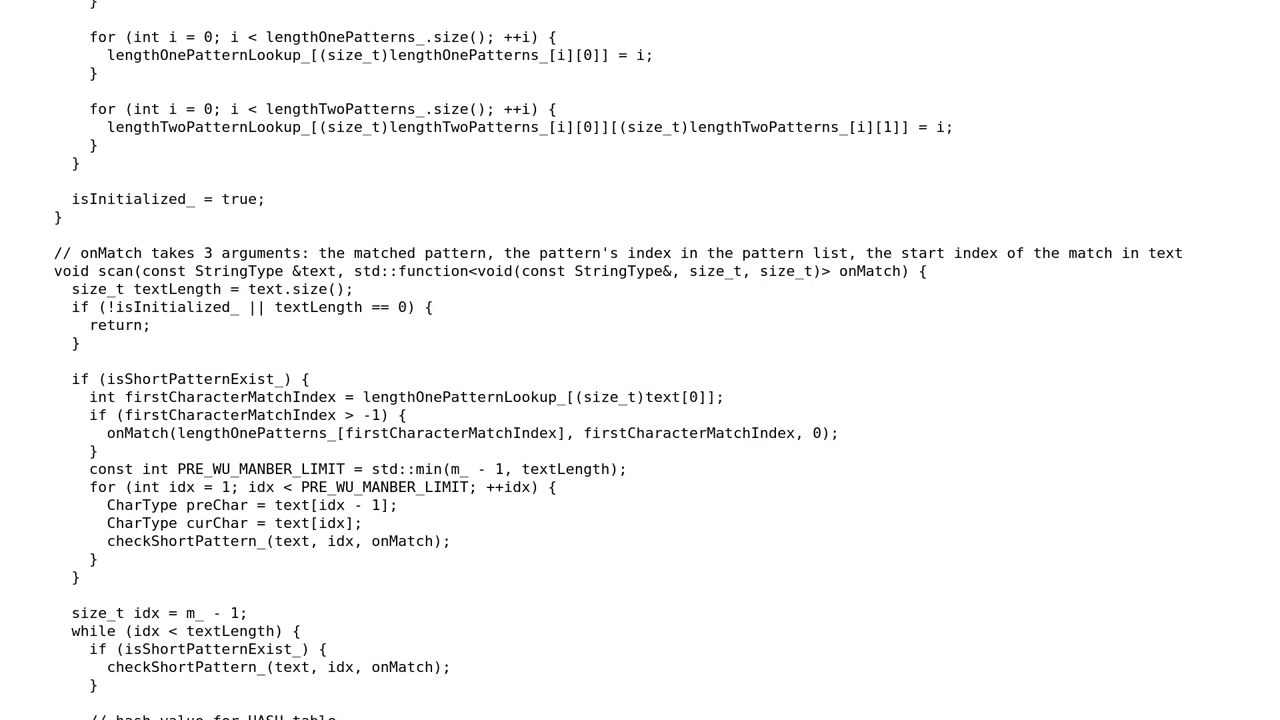 }
for (int i = 0; i < lengthOnePatterns_.size(); ++i) {
lengthOnePatternLookup_[(size_t)lengthOnePatterns_[i][0]] = i;
}
for (int i = 0; i < lengthTwoPatterns_.size(); ++i) {
lengthTwoPatternLookup_[(size_t)lengthTwoPatterns_[i][0]][(size_t)lengthTwoPatterns_[i][1]] = i;
}
}
isInitialized_ = true;
}
// onMatch takes 3 arguments: the matched pattern, the pattern's index in the pattern list, the start index of the match in text
void scan(const StringType &text, std::function<void(const StringType&, size_t, size_t)> onMatch) {
size_t textLength = text.size();
if (!isInitialized_ || textLength == 0) {
return;
}
if (isShortPatternExist_) {
int firstCharacterMatchIndex = lengthOnePatternLookup_[(size_t)text[0]];
if (firstCharacterMatchIndex > -1) {
onMatch(lengthOnePatterns_[firstCharacterMatchIndex], firstCharacterMatchIndex, 0);
}
const int PRE_WU_MANBER_LIMIT = std::min(m_ - 1, textLength);
for (int idx = 1; idx < PRE_WU_MANBER_LIMIT; ++idx) {
CharType preChar = text[idx - 1];
CharType curChar = text[idx];
checkShortPattern_(text, idx, onMatch);
}
}
size_t idx = m_ - 1;
while (idx < textLength) {
if (isShortPatternExist_) {
checkShortPattern_(text, idx, onMatch);
}
// hash value for HASH table